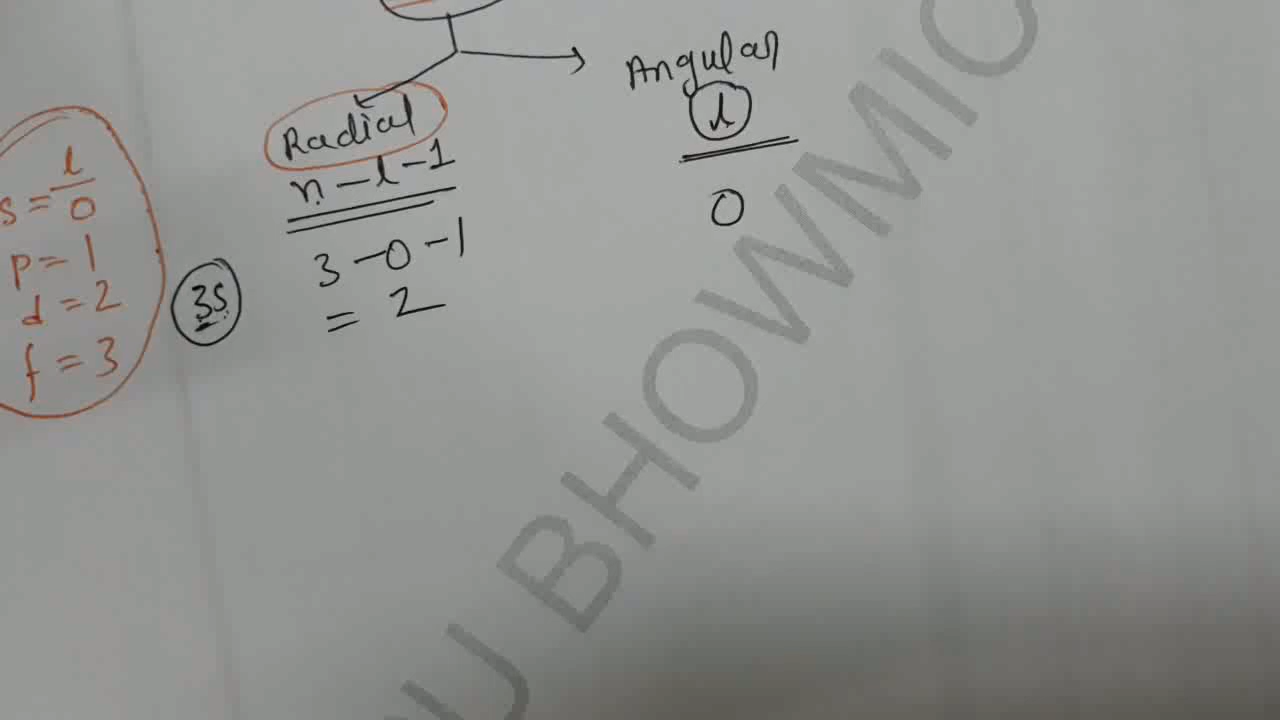 Angular
l
Radial
n-l-1
l
s = 0
p = 1
d = 2
f = 3
3s
3-0-1
= 2
0
U BHOWMIC